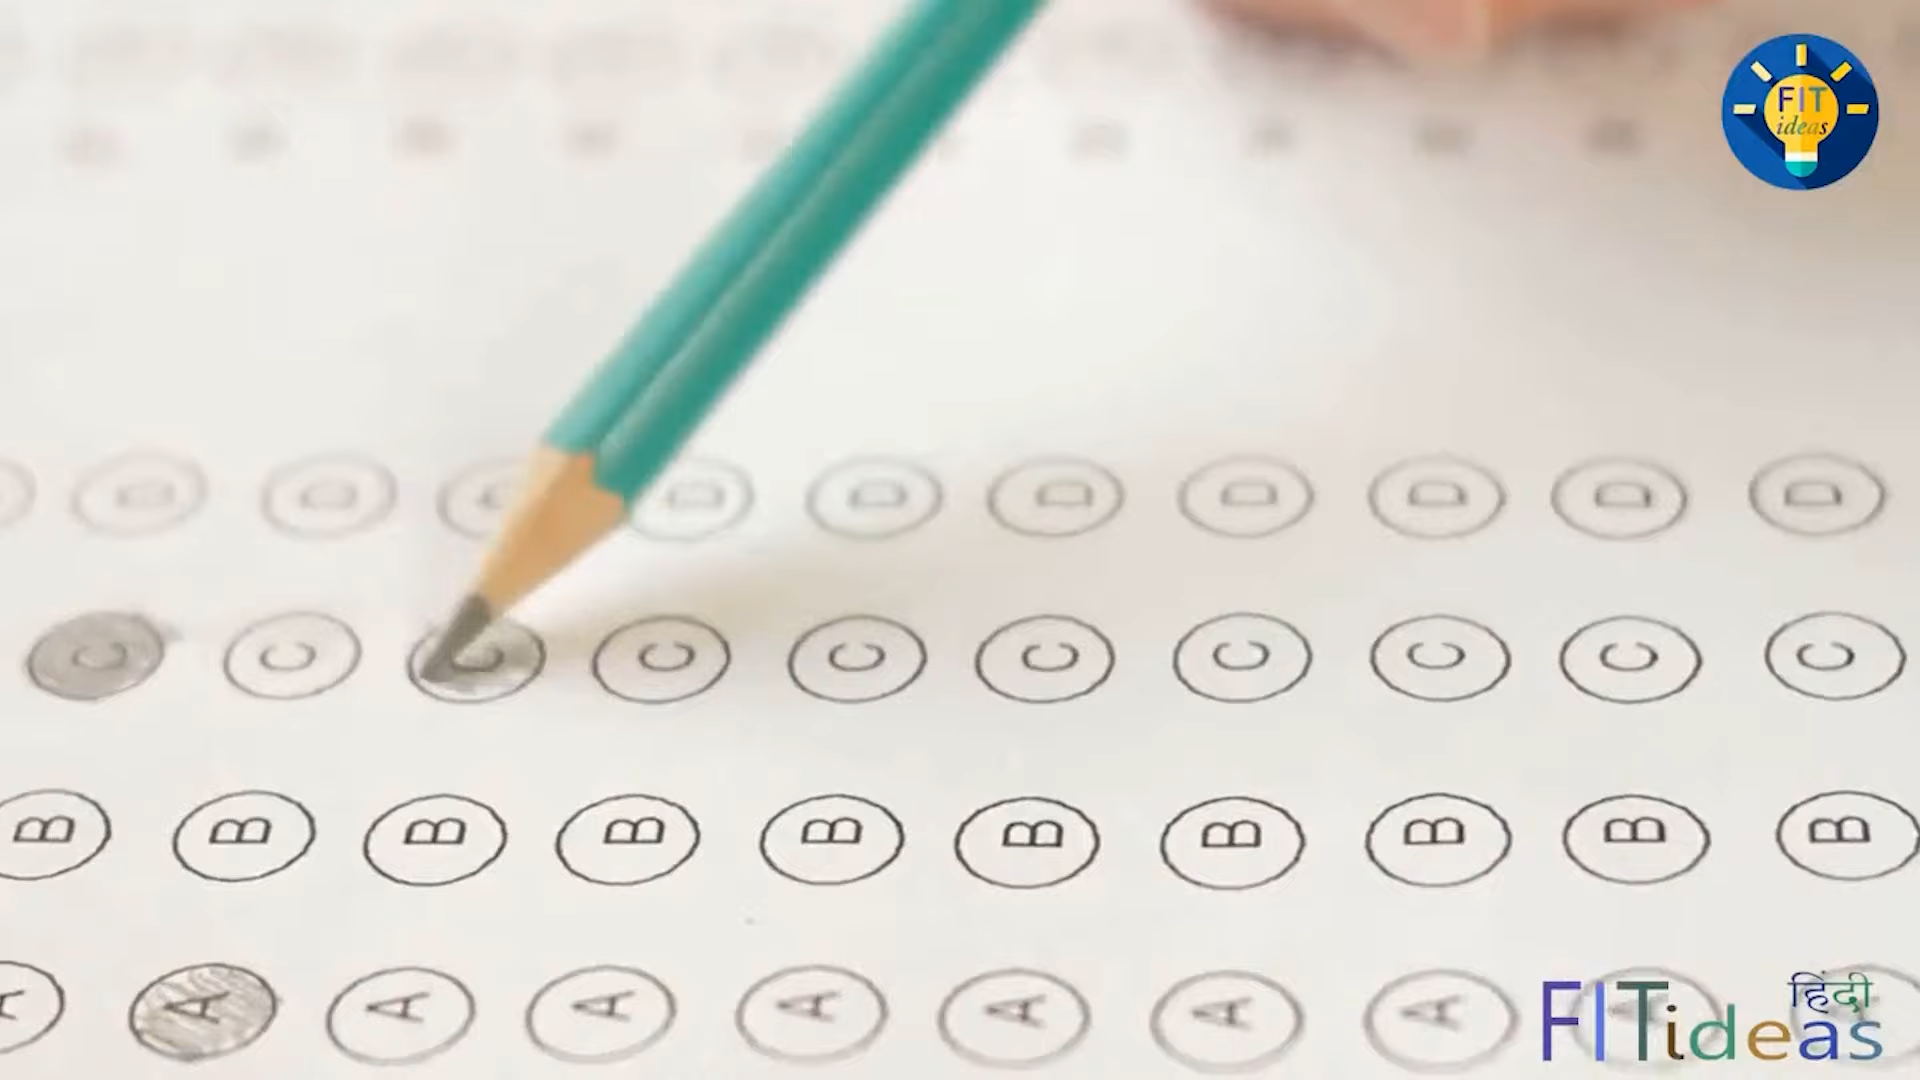 FIT
ideas
D D D D D D D D D D
C C C C C C C C C C
B B B B B B B B B B
A A A A A A A A
हिंदी
FITideas